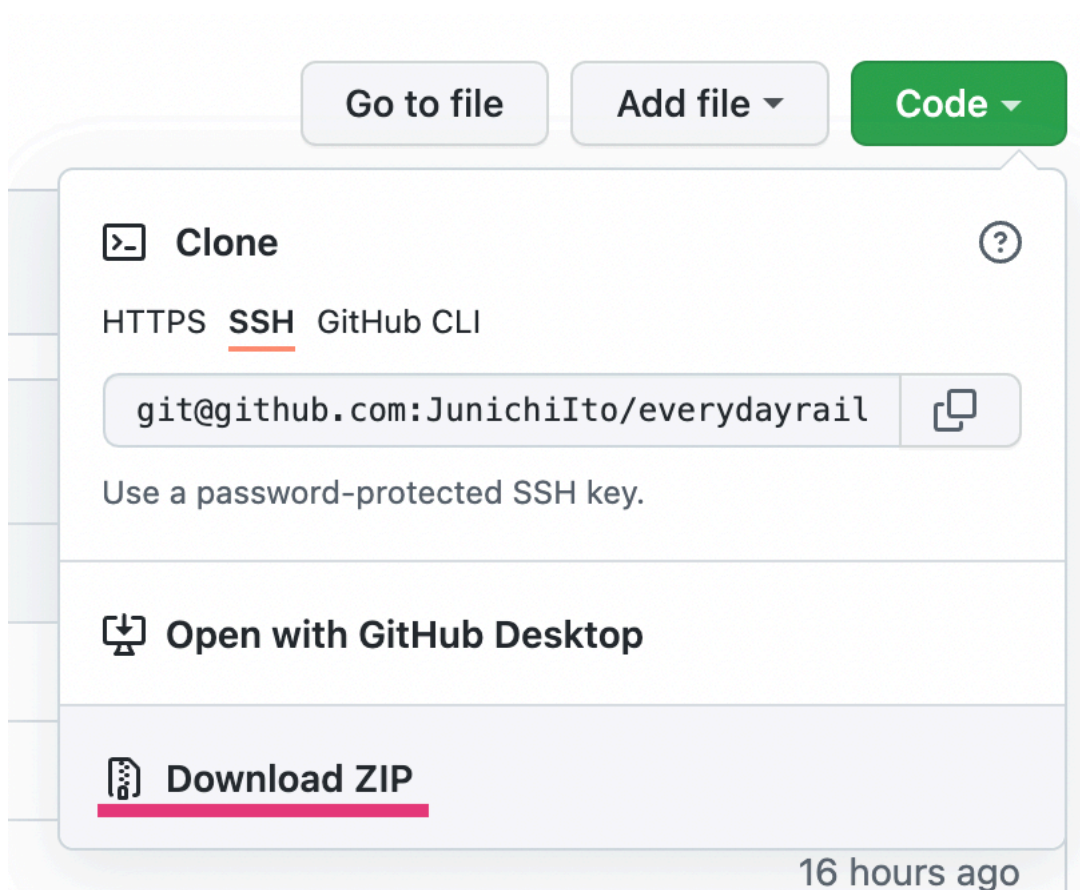 Go to file Add file Code
Clone
HTTPS SSH GitHub CLI
git@github.com:JunichiIto/everydayrail
Use a password-protected SSH key.
Open with GitHub Desktop
Download ZIP
16 hours ago